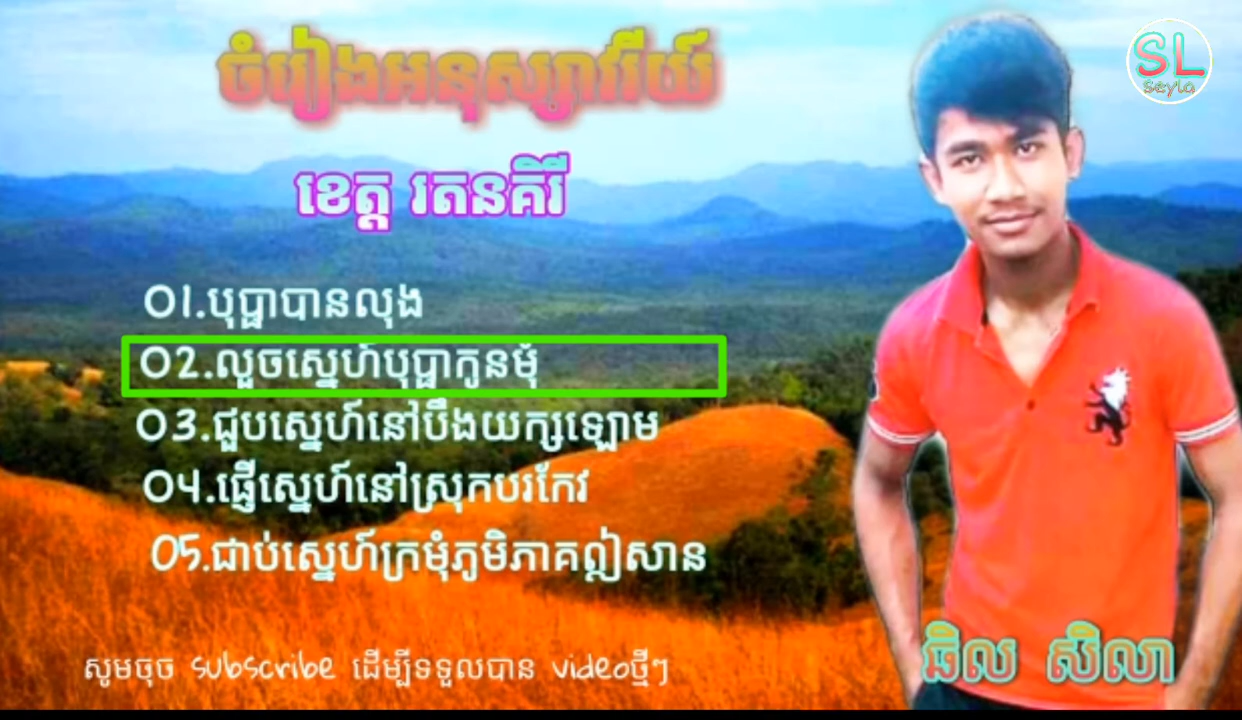 ចំរៀងអនុស្សាវរីយ៍
SL
Seyla
ខេត្ត រតនគិរី
01.បុប្ផាបានលុង
02.លួចស្នេហ៍បុប្ផាកូនមុំ
03.ជួបស្នេហ៍នៅបឹងយក្សឡោម
04.ផ្ញើស្នេហ៍នៅស្រុកបរកែវ
05.ជាប់ស្នេហ៍ក្រមុំភូមិភាគឦសាន
ឆិល សិលា
សូមចុច subscribe ដើម្បីទទួលបាន videoថ្មីៗ